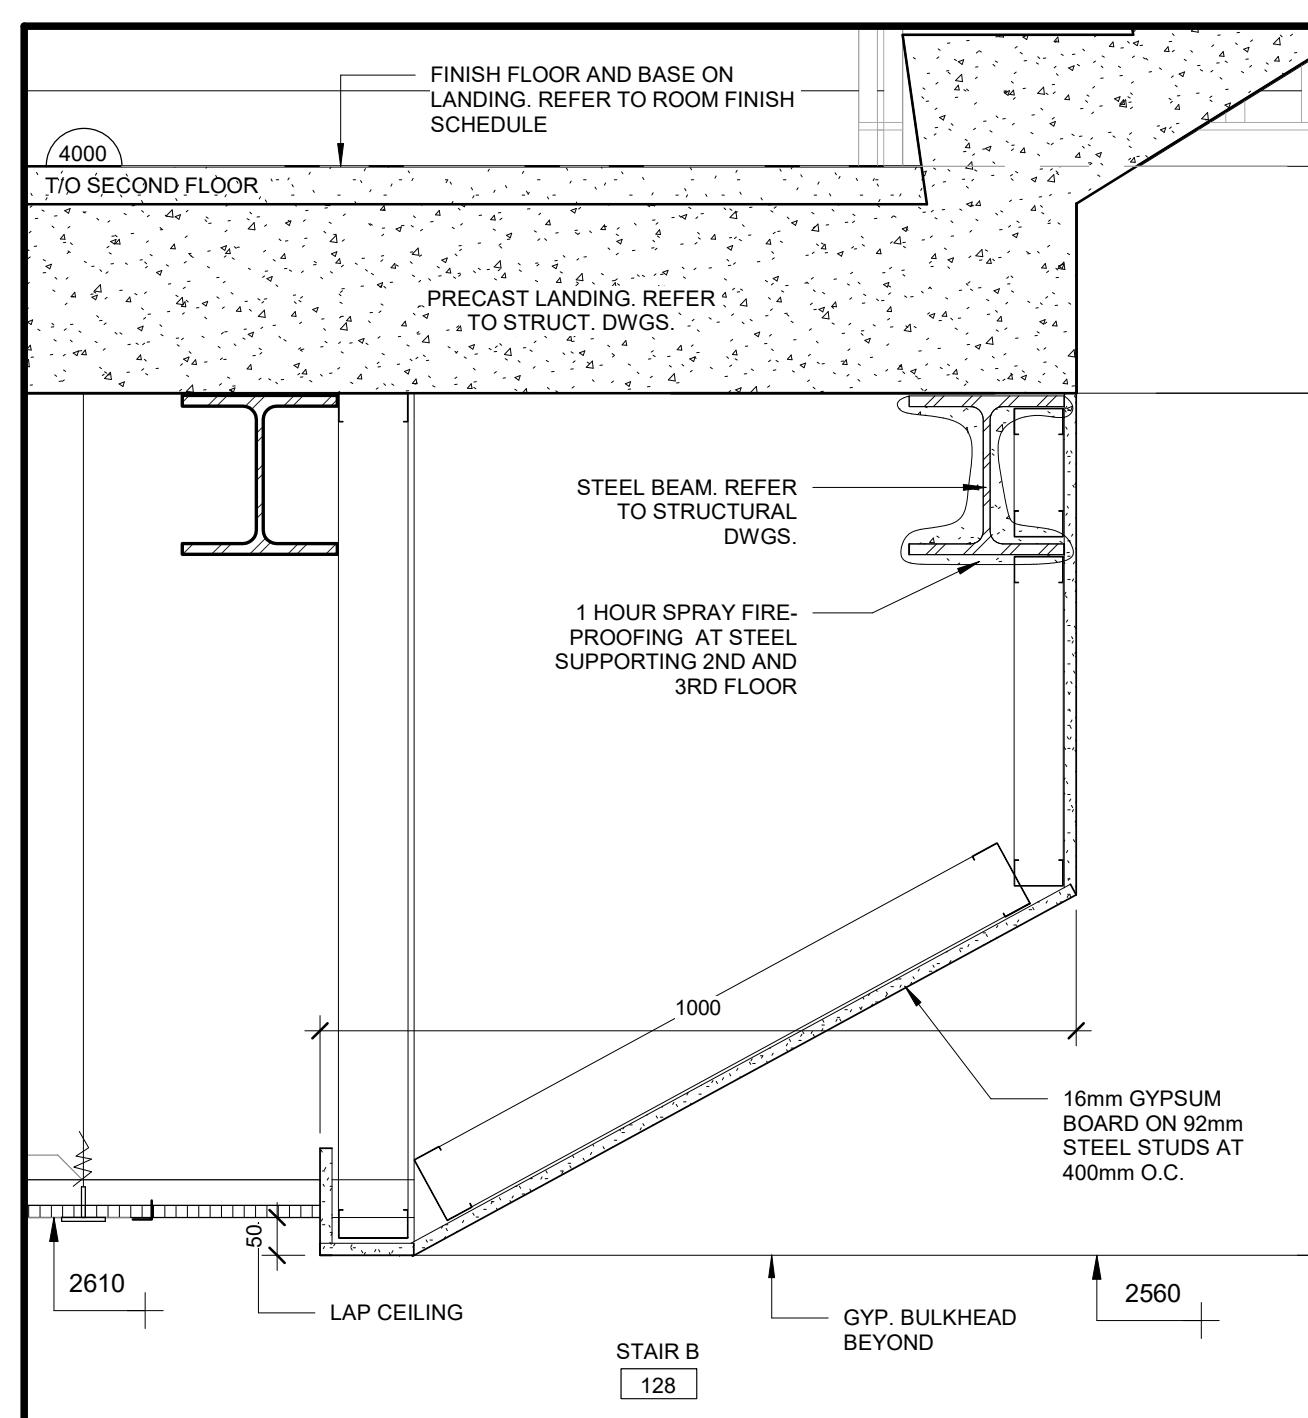 FINISH FLOOR AND BASE ON
LANDING. REFER TO ROOM FINISH
SCHEDULE
4000
T/O SECOND FLOOR
PRECAST LANDING. REFER
TO STRUCT. DWGS.
STEEL BEAM. REFER
TO STRUCTURAL
DWGS.
1 HOUR SPRAY FIRE-
PROOFING AT STEEL
SUPPORTING 2ND AND
3RD FLOOR
1000
16mm GYPSUM
BOARD ON 92mm
STEEL STUDS AT
400mm O.C.
50
2610
LAP CEILING
GYP. BULKHEAD
BEYOND
2560
STAIR B
128